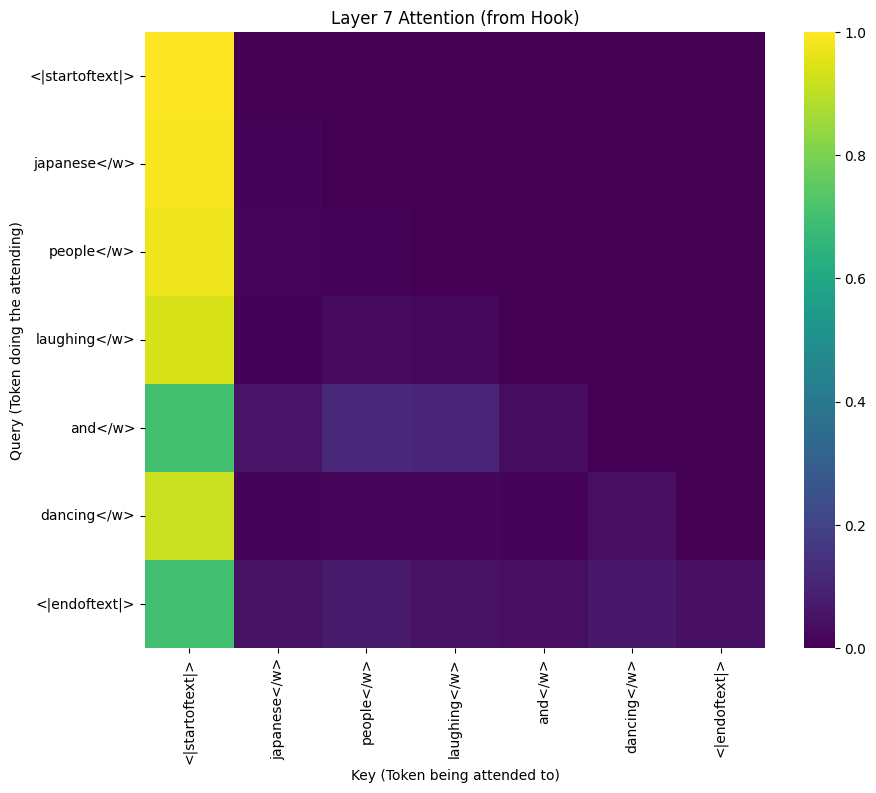 Layer 7 Attention (from Hook)
<|startoftext|>
japanese</w>
people</w>
laughing</w>
and</w>
dancing</w>
<|endoftext|>
Query (Token doing the attending)
<|startoftext|>
japanese</w>
people</w>
laughing</w>
and</w>
dancing</w>
<|endoftext|>
Key (Token being attended to)
1.0
0.8
0.6
0.4
0.2
0.0